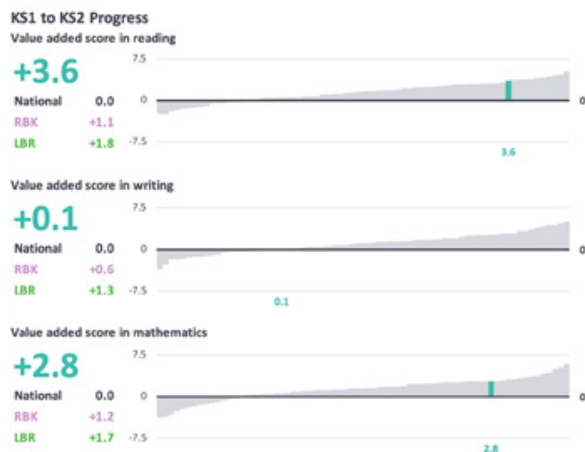 KS1 to KS2 Progress
Value added score in reading
+3.6
7.5
National 0.0
0
0
RBK +1.1
LBR +1.8
-7.5
3.6
Value added score in writing
+0.1
7.5
National 0.0
0
0
RBK +0.6
LBR +1.3
-7.5
0.1
Value added score in mathematics
+2.8
7.5
National 0.0
0
0
RBK +1.2
LBR +1.7
-7.5
2.8